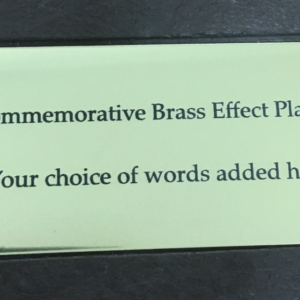 ommemorative Brass Effect Pla
Your choice of words added h